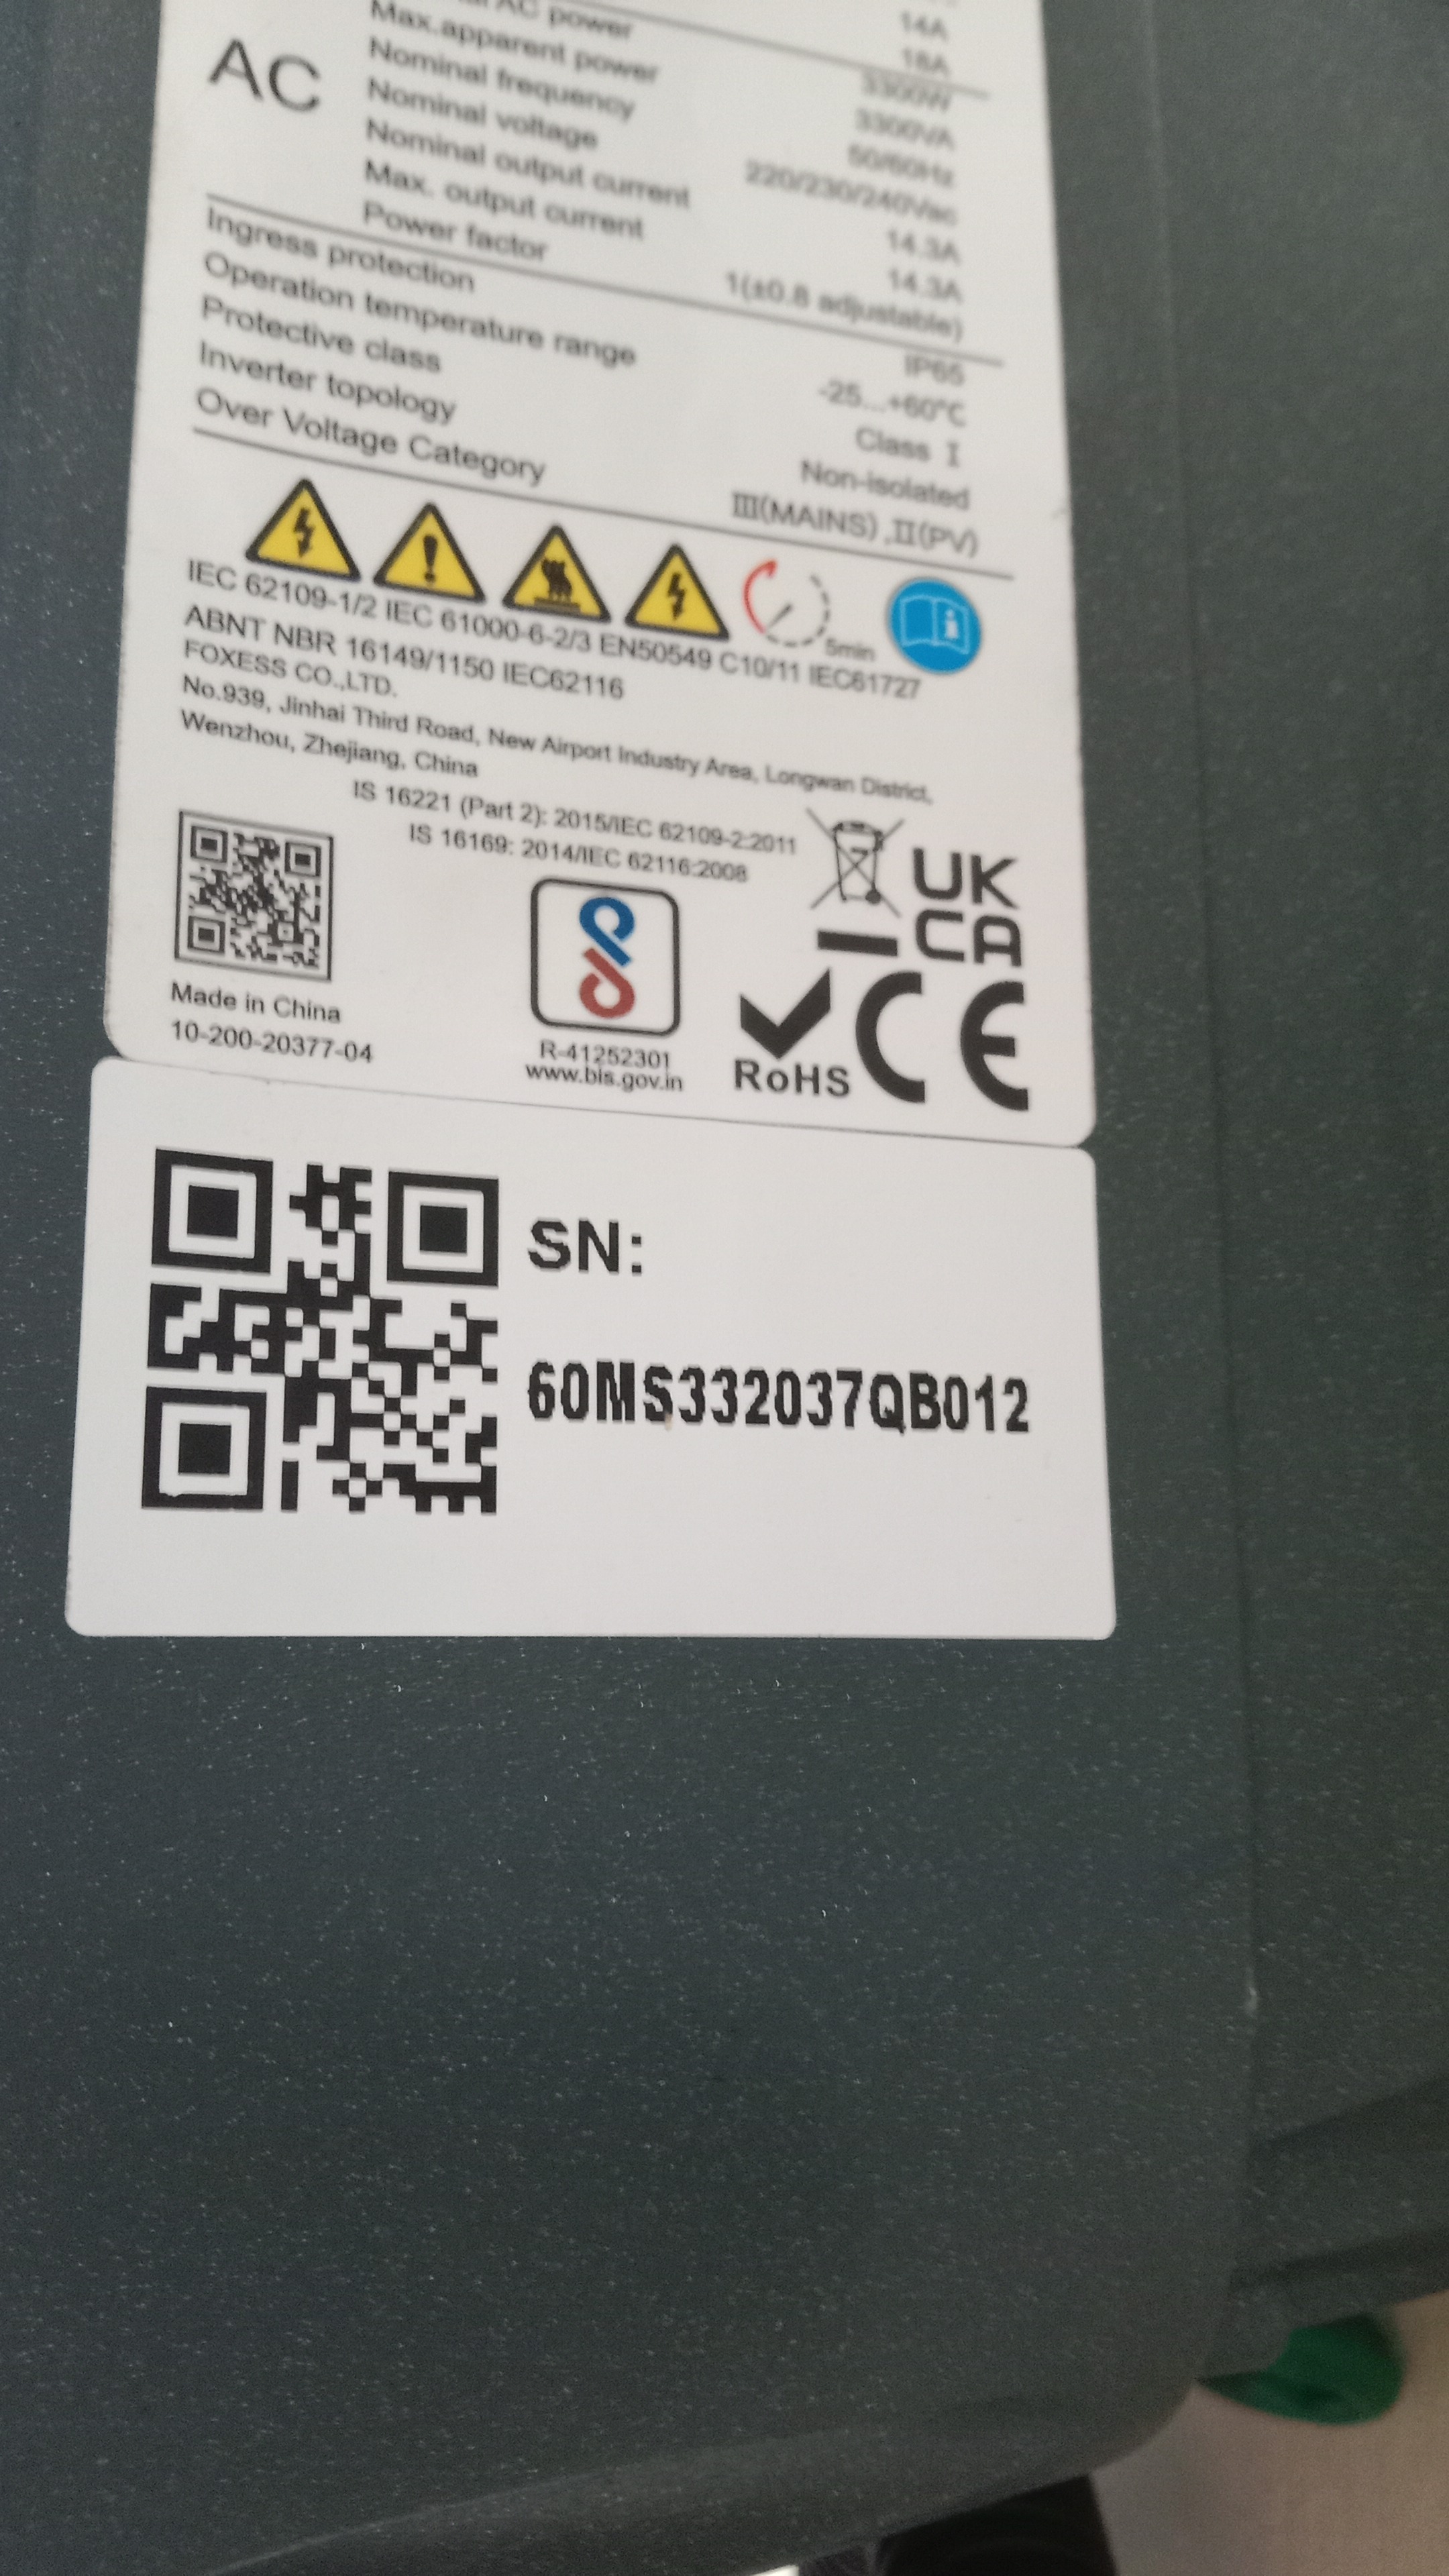 AC power 14A
Max.apparent power 18A
Nominal frequency 3300W
Nominal voltage 3300VA
AC
Nominal output current 50/60Hz
Max. output current 220/230/240Vac
Power factor 14.3A
14.3A
1(±0.8 adjustable)
Ingress protection IP65
Operation temperature range -25...+60°C
Protective class Class I
Inverter topology Non-isolated
Over Voltage Category III(MAINS) ,II(PV)
5min
IEC 62109-1/2 IEC 61000-6-2/3 EN50549 C10/11 IEC61727
ABNT NBR 16149/1150 IEC62116
FOXESS CO.,LTD.
No.939, Jinhai Third Road, New Airport Industry Area, Longwan District,
Wenzhou, Zhejiang, China
IS 16221 (Part 2): 2015/IEC 62109-2:2011
IS 16169: 2014/IEC 62116:2008
UK
CA
CE
RoHS
Made in China
10-200-20377-04
R-41252301
www.bis.gov.in
SN:
60MS332037QB012